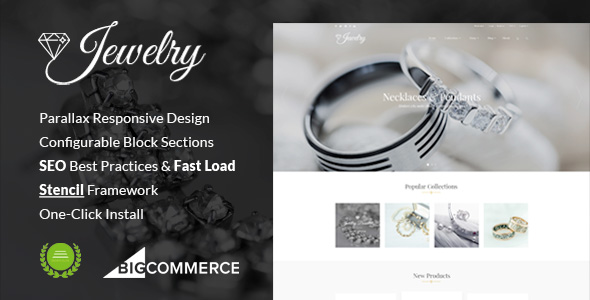 Jewelry
Parallax Responsive Design
Configurable Block Sections
SEO Best Practices & Fast Load
Stencil Framework
One-Click Install
BIGCOMMERCE
Jewelry
Necklaces & Pendants
Popular Collections
New Products